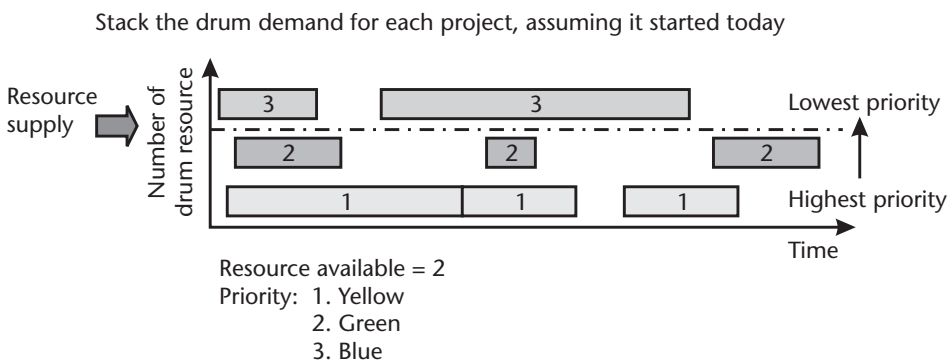 Stack the drum demand for each project, assuming it started today
Resource
supply
Number of
drum resource
3 3
Lowest priority
2 2 2
1 1 1
Highest priority
Time
Resource available = 2
Priority: 1. Yellow
2. Green
3. Blue